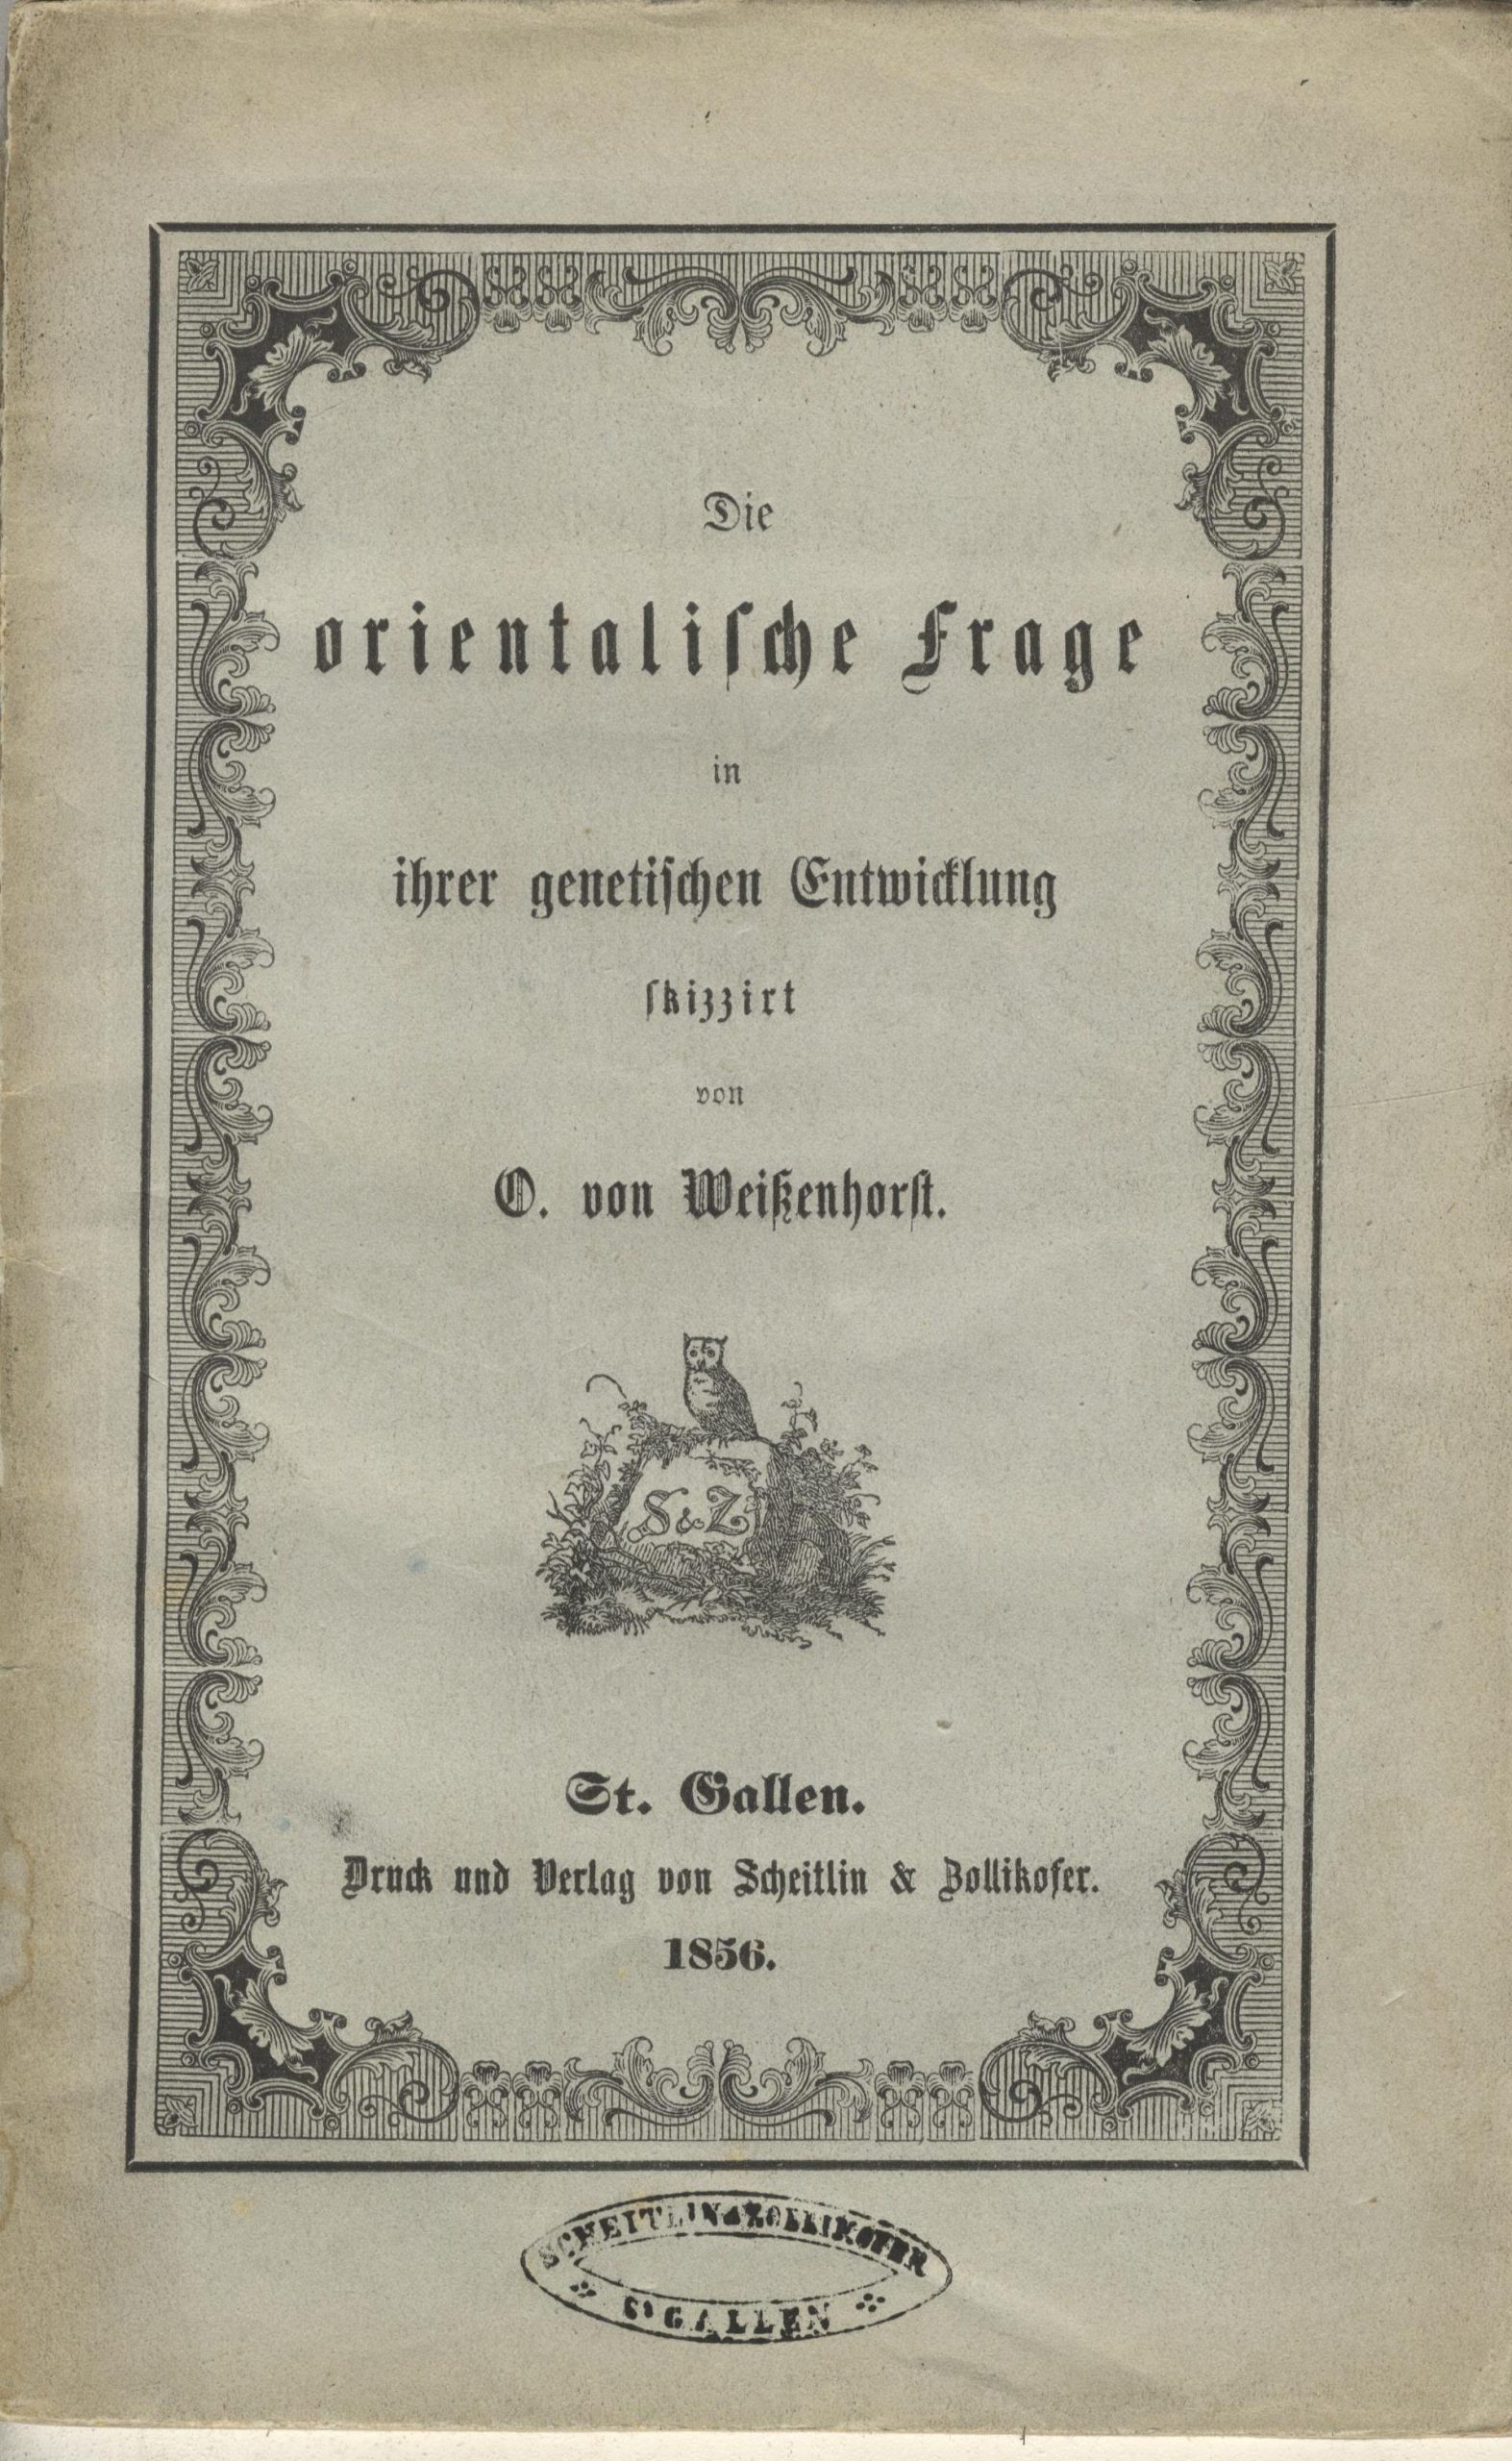 Die
orientaliſche Frage
in
ihrer genetiſchen Entwicklung
ſkizzirt
von
O. von Weißenhorſt.
S & Z
St. Gallen.
Druck und Verlag von Scheitlin & Zollikofer.
1856.
SCHEITLIN & ZOLLIKOFER
St GALLEN